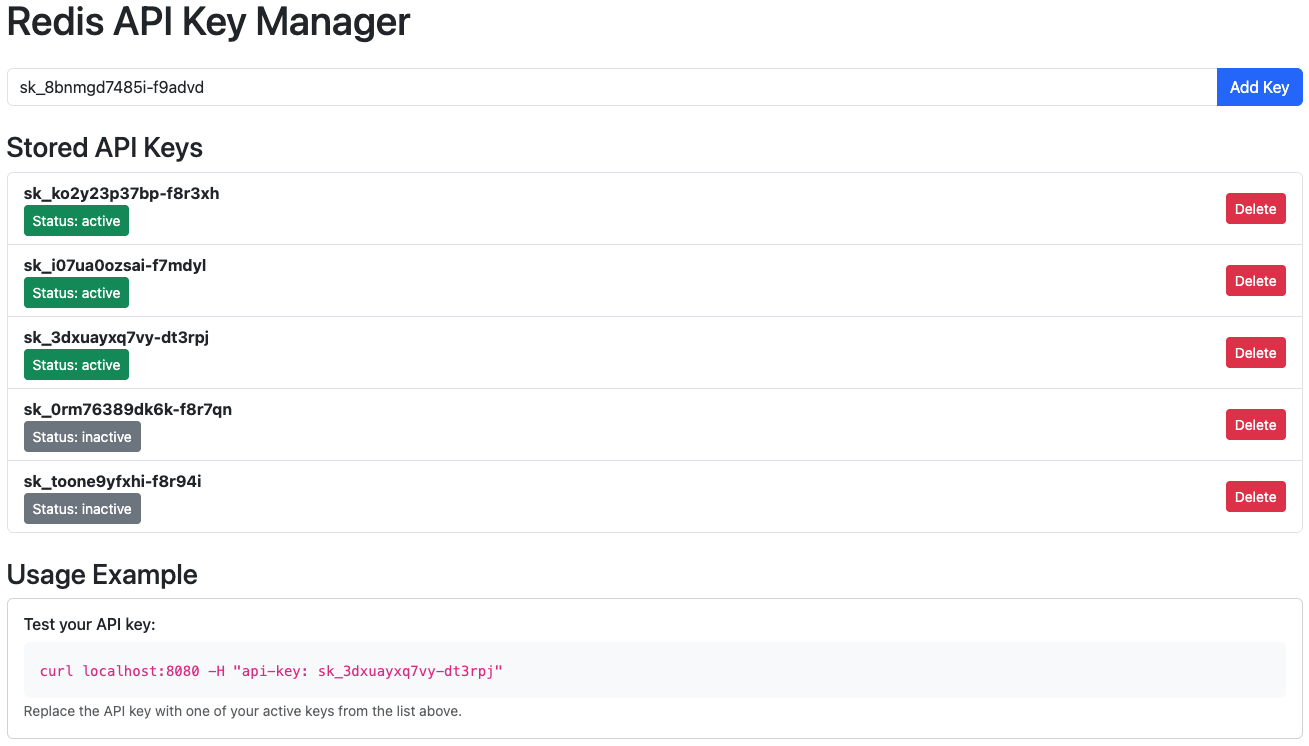 Redis API Key Manager
sk_8bnmgd7485i-f9advd
Add Key
Stored API Keys
sk_ko2y23p37bp-f8r3xh
Status: active
Delete
sk_i07ua0ozsai-f7mdyl
Status: active
Delete
sk_3dxuayxq7vy-dt3rpj
Status: active
Delete
sk_0rm76389dk6k-f8r7qn
Status: inactive
Delete
sk_toone9yfxhi-f8r94i
Status: inactive
Delete
Usage Example
Test your API key:
curl localhost:8080 -H "api-key: sk_3dxuayxq7vy-dt3rpj"
Replace the API key with one of your active keys from the list above.